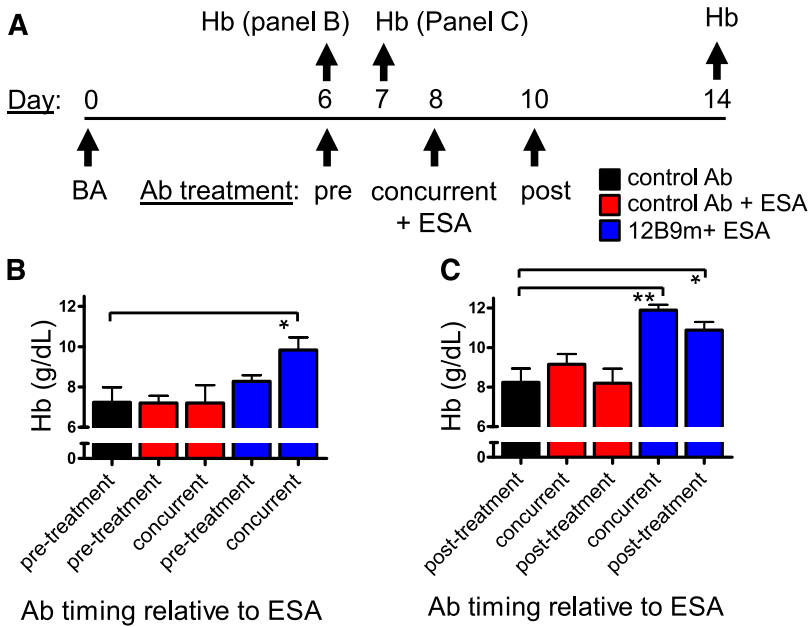 A
Hb (panel B) Hb (Panel C) Hb
Day: 0 6 7 8 10 14
BA Ab treatment: pre concurrent + ESA post
control Ab
control Ab + ESA
12B9m+ ESA
B
Hb (g/dL)
12
10
8
6
0
*
pre-treatment
pre-treatment
concurrent
pre-treatment
concurrent
Ab timing relative to ESA
C
Hb (g/dL)
12
10
8
6
0
**
*
post-treatment
concurrent
post-treatment
concurrent
post-treatment
Ab timing relative to ESA